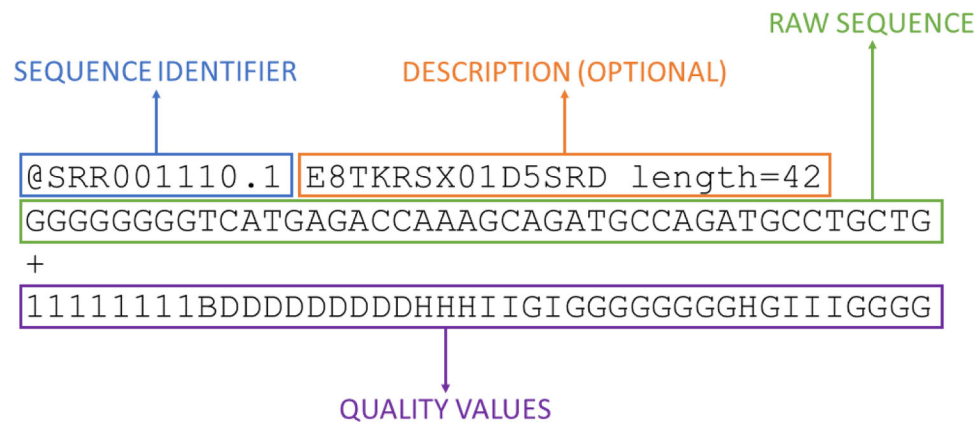 RAW SEQUENCE
SEQUENCE IDENTIFIER
DESCRIPTION (OPTIONAL)
@SRR001110.1 E8TKRSX01D5SRD length=42
GGGGGGGGTCATGAGACCAAAGCAGATGCCAGATGCCTGCTG
+
11111111BDDDDDDDDDHHHIIGIGGGGGGGGHGIIIGGGG
QUALITY VALUES